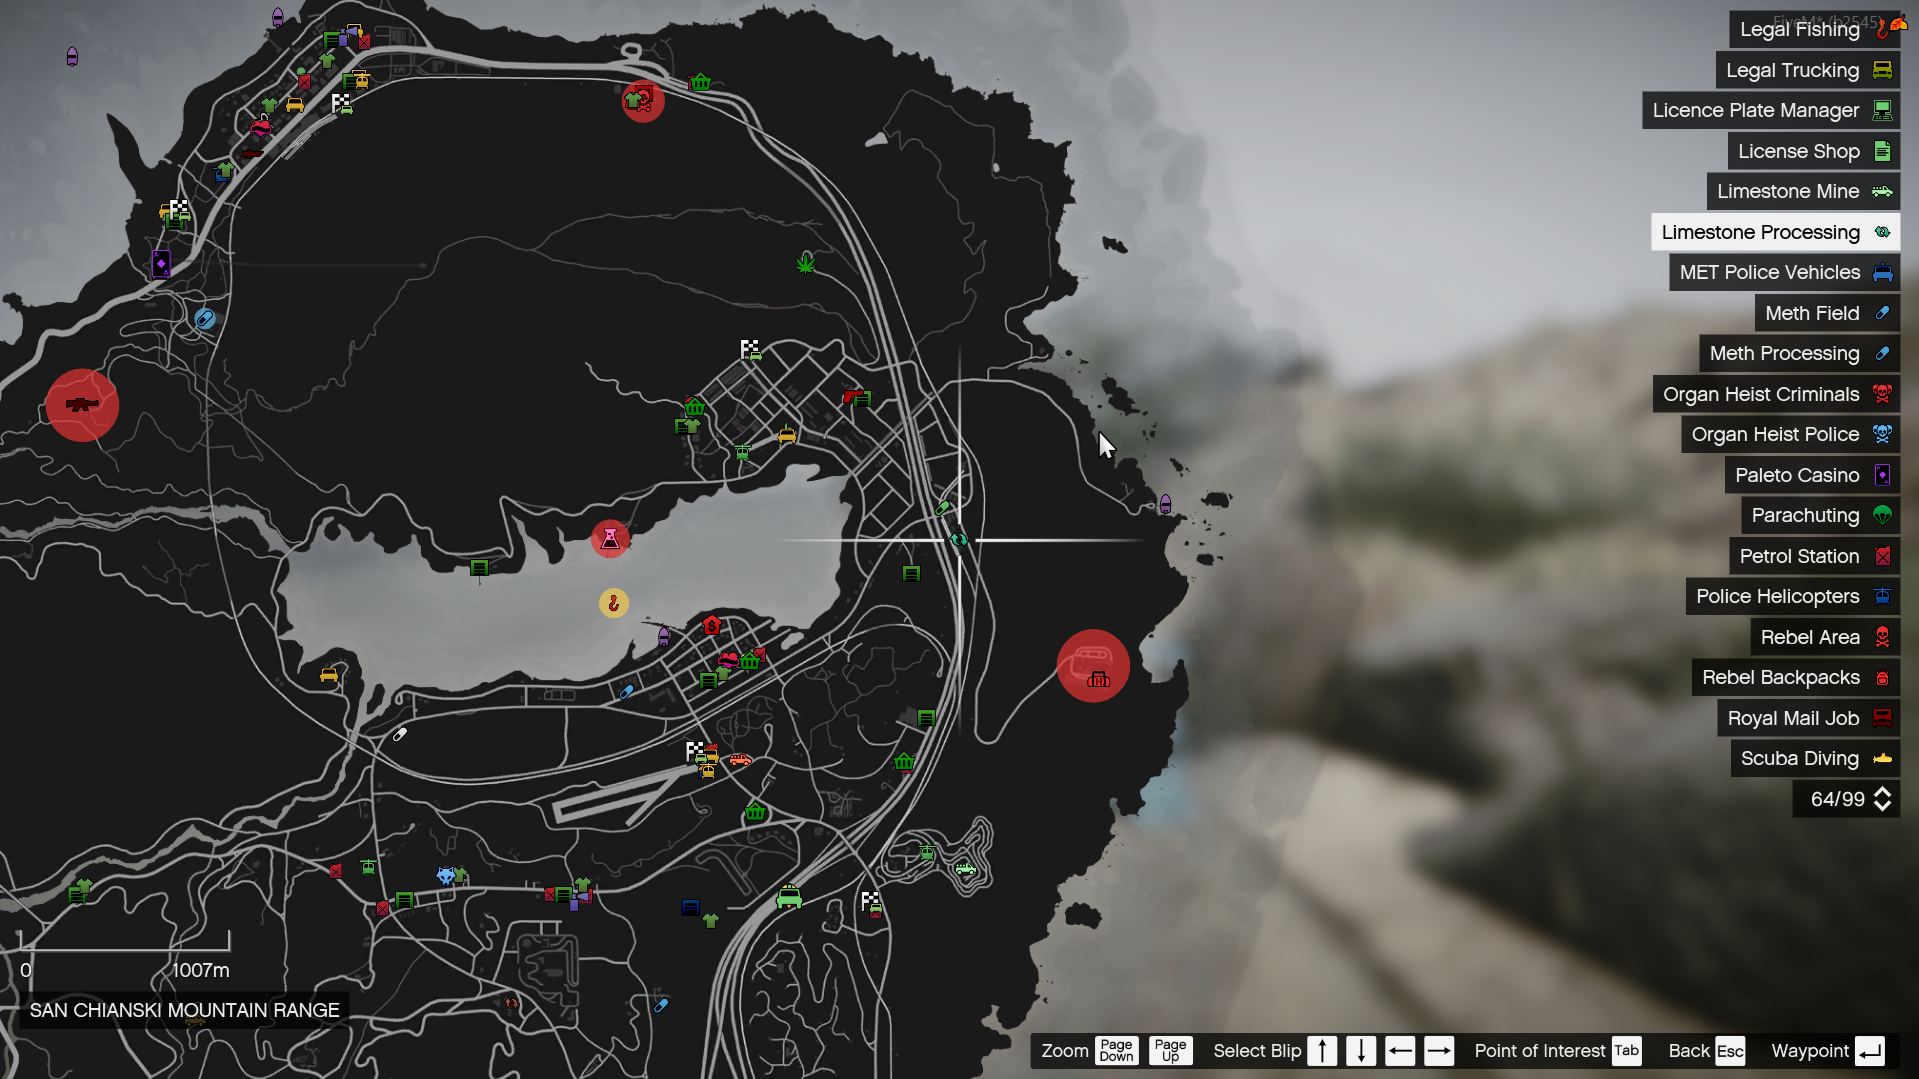 FiveM* (b2545)
Legal Fishing
Legal Trucking
Licence Plate Manager
License Shop
Limestone Mine
Limestone Processing
MET Police Vehicles
Meth Field
Meth Processing
Organ Heist Criminals
Organ Heist Police
Paleto Casino
Parachuting
Petrol Station
Police Helicopters
Rebel Area
Rebel Backpacks
Royal Mail Job
Scuba Diving
64/99
0 1007m
SAN CHIANSKI MOUNTAIN RANGE
Zoom Page Down Page Up Select Blip ↑ ↓ ← → Point of Interest Tab Back Esc Waypoint